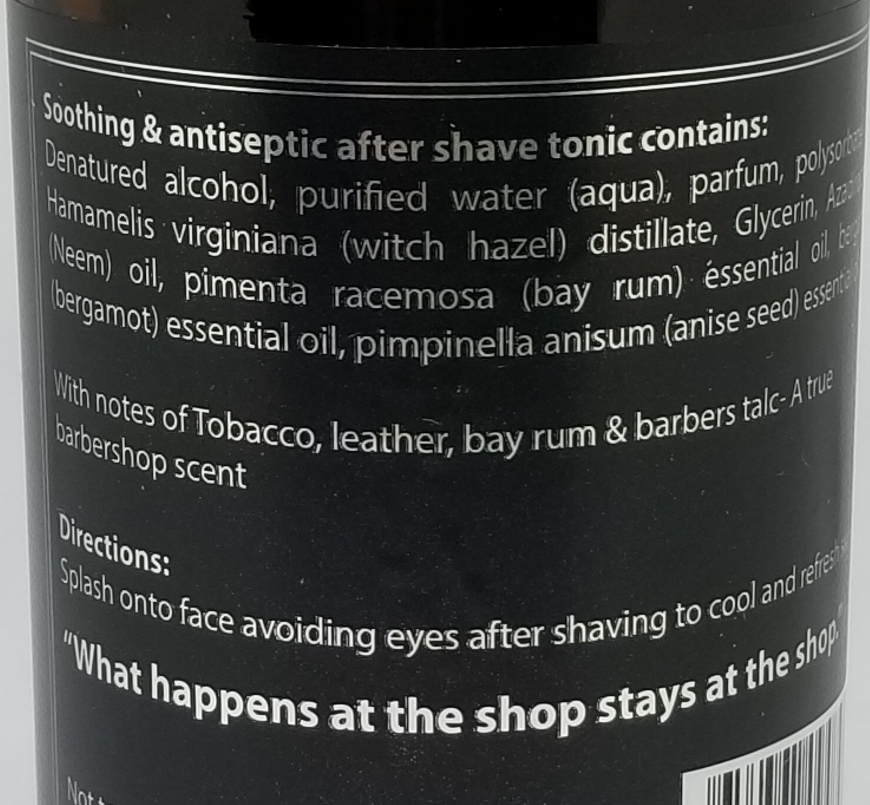 Soothing & antiseptic after shave tonic contains:
Denatured alcohol, purified water (aqua), parfum,
Hamamelis virginiana (witch hazel) distillate, Glycerin,
(Neem) oil, pimenta racemosa (bay rum) essential oil,
(bergamot) essential oil, pimpinella anisum (anise seed) essential
With notes of Tobacco, leather, bay rum & barbers talc- A true
barbershop scent
Directions:
Splash onto face avoiding eyes after shaving to cool and refresh
"What happens at the shop stays at the shop."
Not